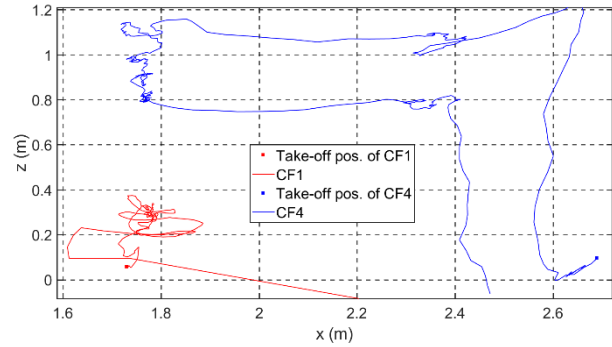 1.2
1
0.8
0.6
0.4
0.2
0
z (m)
Take-off pos. of CF1
CF1
Take-off pos. of CF4
CF4
1.6
1.8
2
2.2
2.4
2.6
x (m)